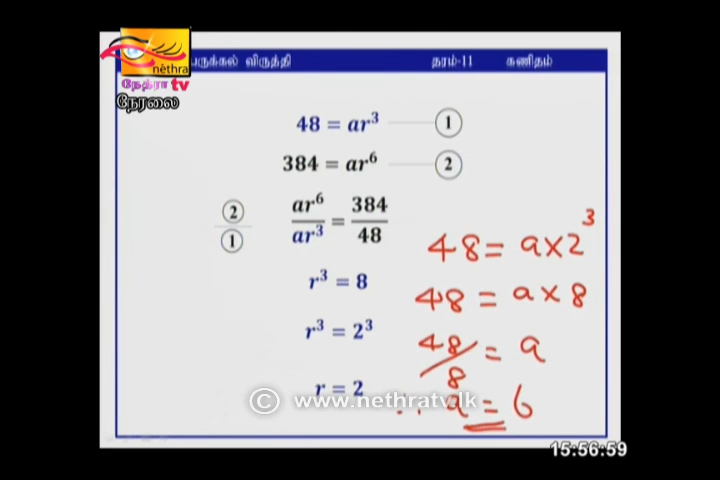 nethra
நேத்ரா tv
நேரலை
பெருக்கல் விருத்தி தரம்-11 கணிதம்
48 = ar³ ① 
384 = ar⁶ ②
②/① ar⁶/ar³ = 384/48
r³ = 8
r³ = 2³
r = 2
48 = a×2³
48 = a×8
48/8 = a
∴ a = 6
© www.nethratv.lk
15:56:59